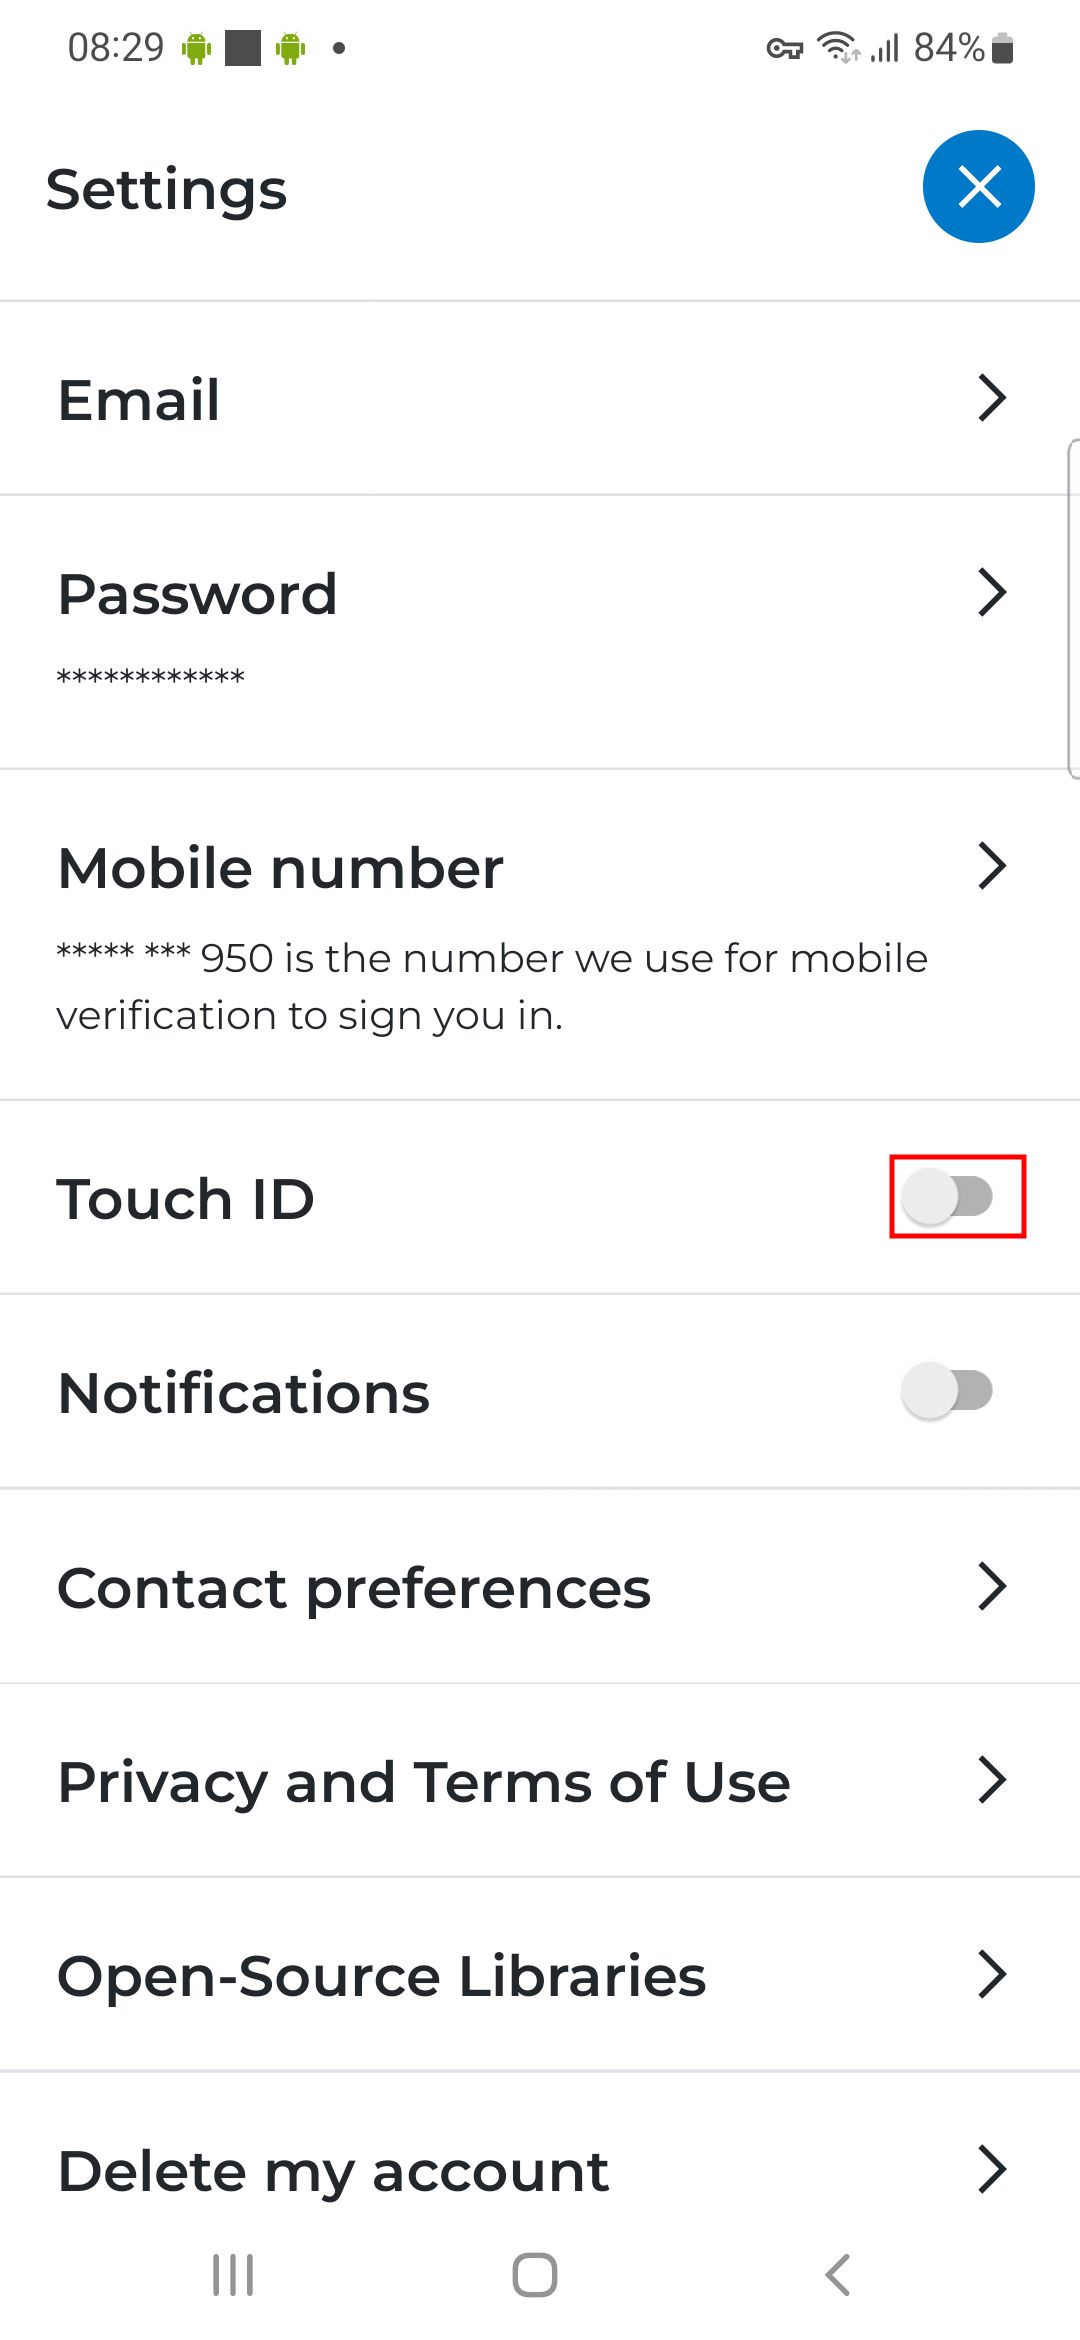 08:29
84%
Settings
Email
Password
************
Mobile number
***** *** 950 is the number we use for mobile
verification to sign you in.
Touch ID
Notifications
Contact preferences
Privacy and Terms of Use
Open-Source Libraries
Delete my account